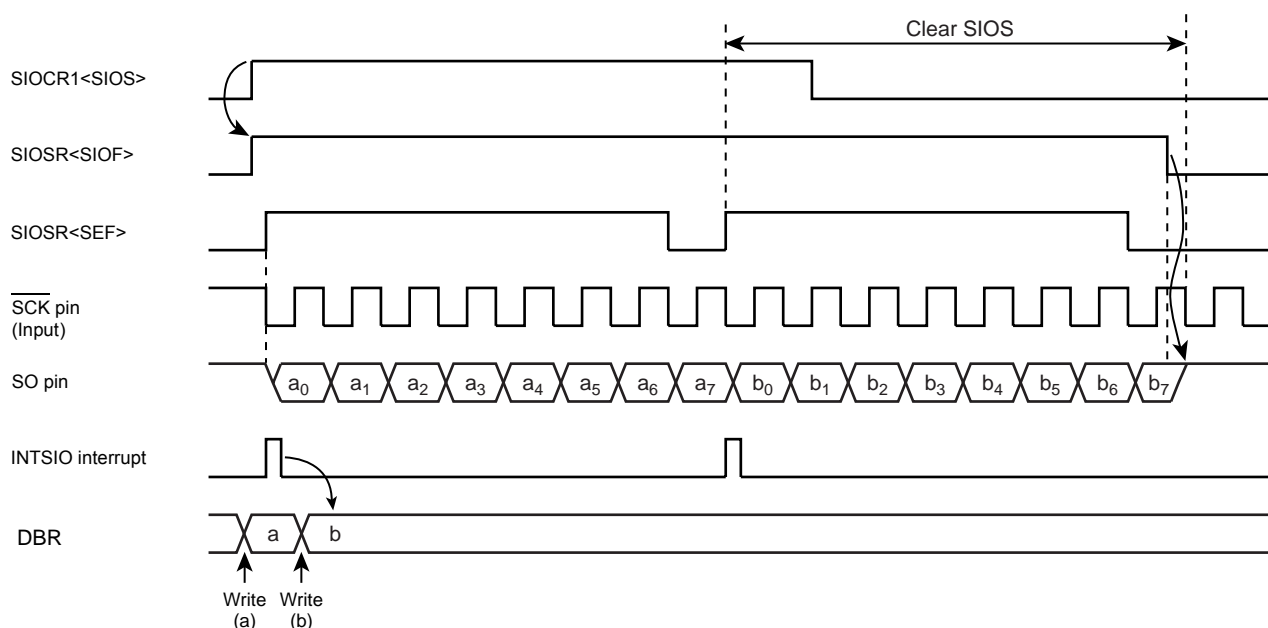 Clear SIOS
SIOCR1<SIOS>
SIOSR<SIOF>
SIOSR<SEF>
SCK pin
(Input)
SO pin
a0 a1 a2 a3 a4 a5 a6 a7 b0 b1 b2 b3 b4 b5 b6 b7
INTSIO interrupt
DBR
a b
Write
(a)
Write
(b)